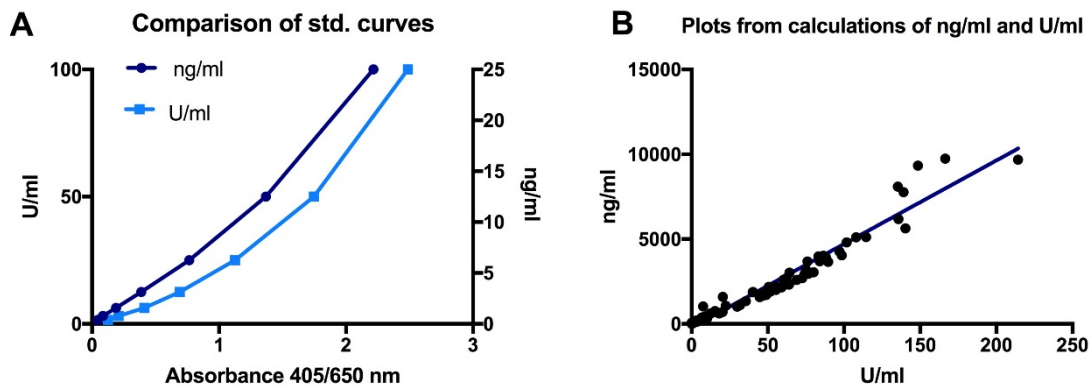 A
Comparison of std. curves
ng/ml
U/ml
100
50
0
U/ml
25
20
15
10
5
0
ng/ml
0 1 2 3
Absorbance 405/650 nm
B
Plots from calculations of ng/ml and U/ml
15000
10000
5000
0
ng/ml
0 50 100 150 200 250
U/ml